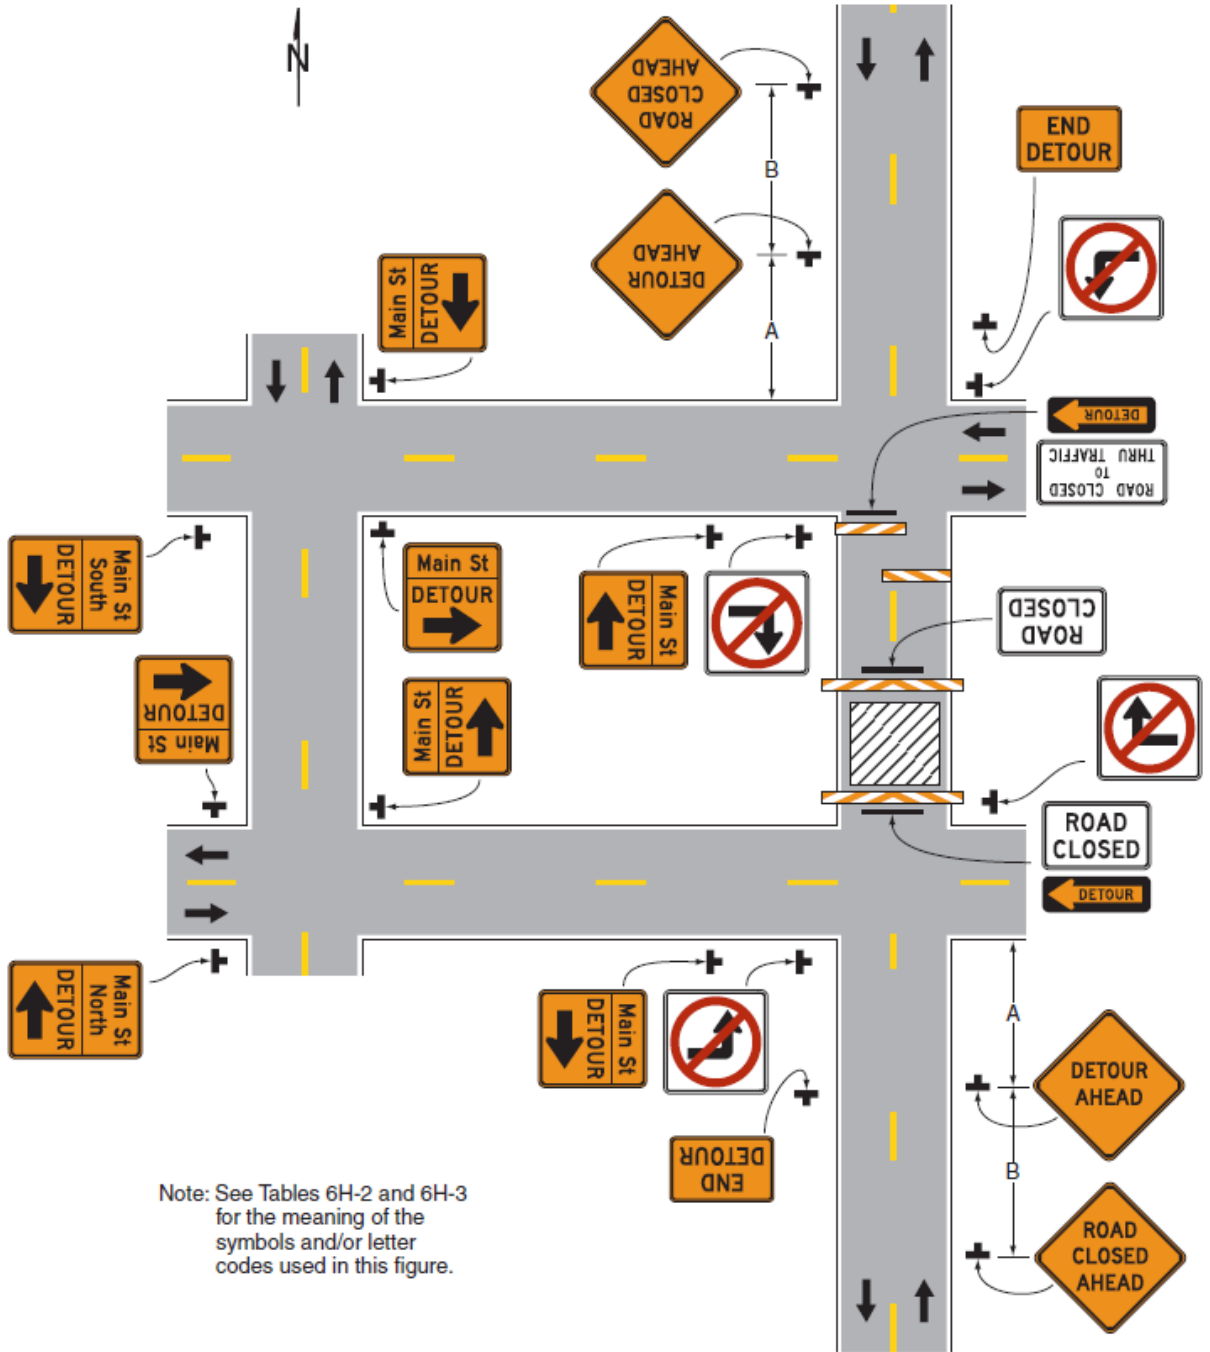 N
ROAD
CLOSED
AHEAD
B
DETOUR
AHEAD
A
END
DETOUR
Main St
DETOUR
DETOUR
ROAD CLOSED
TO
THRU TRAFFIC
Main St
South
DETOUR
Main St
DETOUR
Main St
DETOUR
ROAD
CLOSED
Main St
DETOUR
Main St
DETOUR
ROAD
CLOSED
DETOUR
Main St
North
DETOUR
Main St
DETOUR
A
DETOUR
AHEAD
END
DETOUR
B
ROAD
CLOSED
AHEAD
Note: See Tables 6H-2 and 6H-3
for the meaning of the
symbols and/or letter
codes used in this figure.